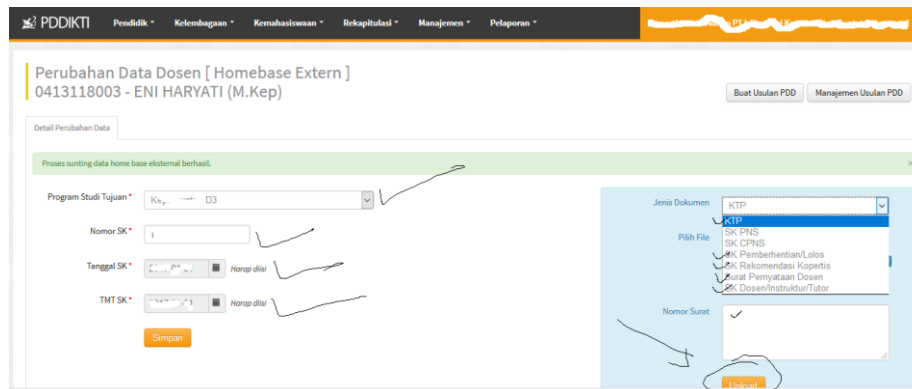 PDDIKTI Pendidik Kelembagaan Kemahasiswaan Rekapitulasi Manajemen Pelaporan
Perubahan Data Dosen [ Homebase Extern ]
0413118003 - ENI HARYATI (M.Kep)
Buat Usulan PDD Manajemen Usulan PDD
Detail Perubahan Data
Proses sunting data home base eksternal berhasil.
Program Studi Tujuan * D3
Nomor SK *
Tanggal SK * Harap diisi
TMT SK * Harap diisi
Simpan
Jenis Dokumen KTP
KTP
SK PNS
Pilih File
SK CPNS
SK Pemberhentian/Lolos
SK Rekomendasi Kopertis
Surat Pernyataan Dosen
SK Dosen/Instruktur/Tutor
Nomor Surat
Upload